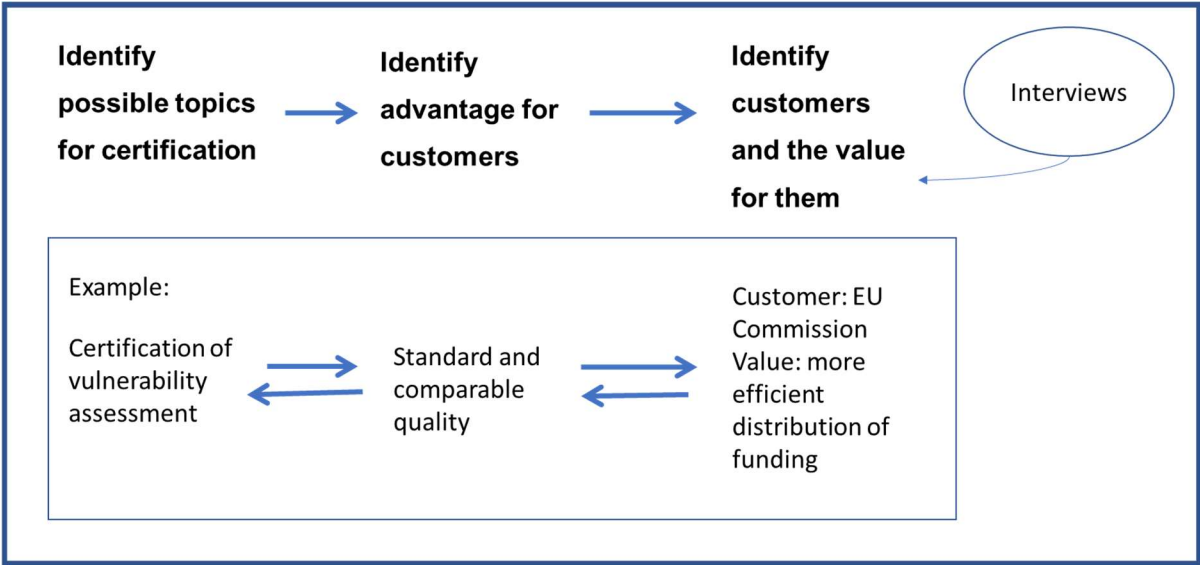 Identify
possible topics
for certification
Identify
advantage for
customers
Identify
customers
and the value
for them
Interviews
Example:
Certification of
vulnerability
assessment
Standard and
comparable
quality
Customer: EU
Commission
Value: more
efficient
distribution of
funding